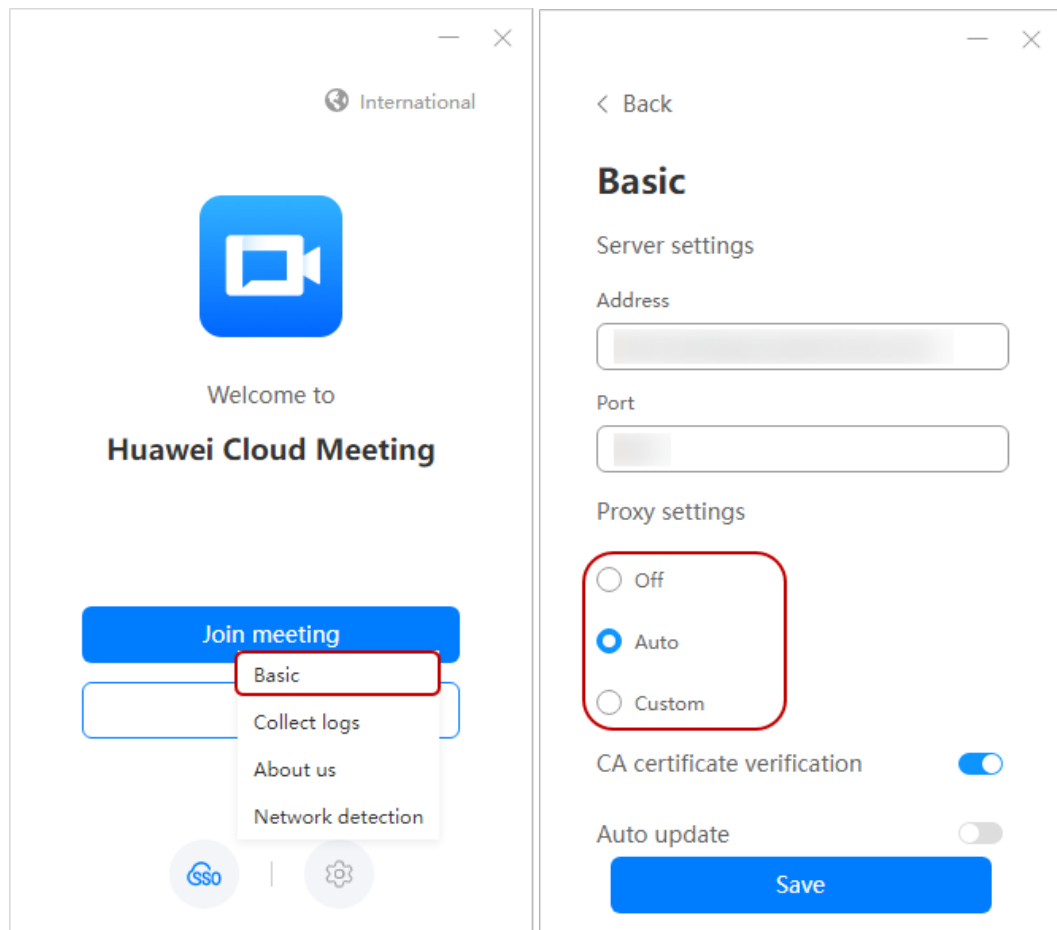 International
Welcome to
Huawei Cloud Meeting
Join meeting
Basic
Collect logs
About us
Network detection
SSO
Back
Basic
Server settings
Address
Port
Proxy settings
Off
Auto
Custom
CA certificate verification
Auto update
Save